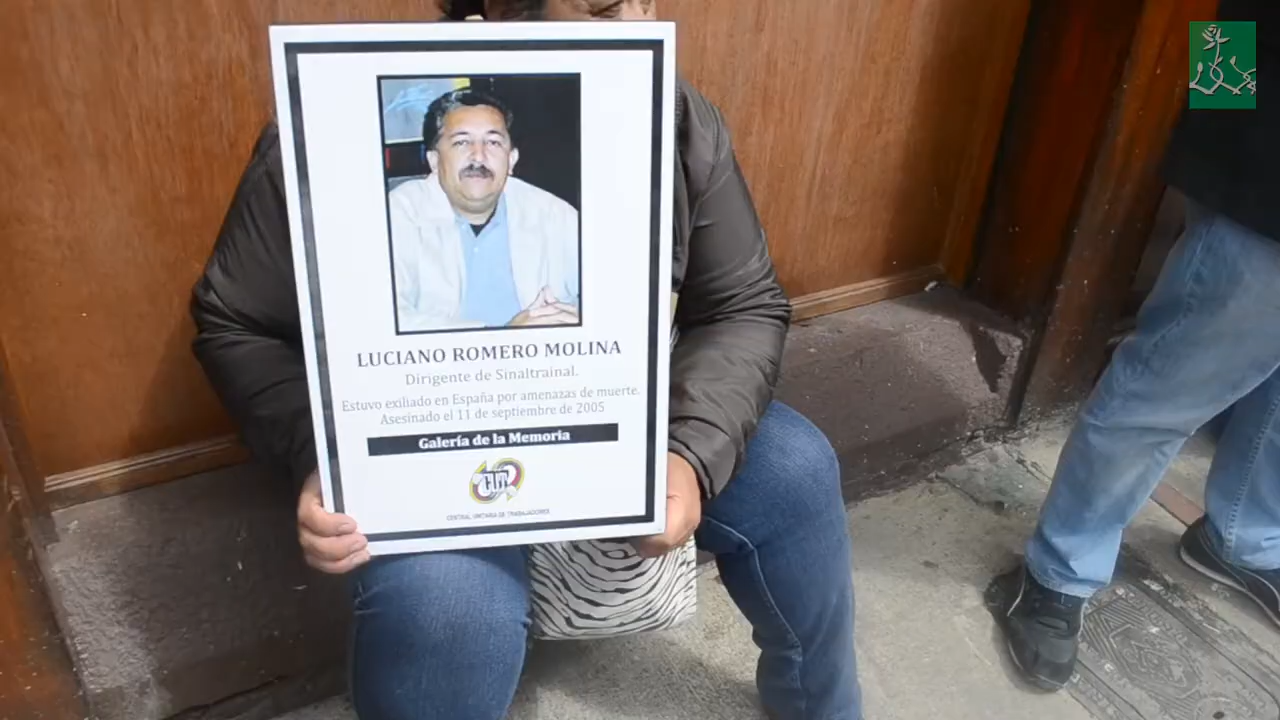 LUCIANO ROMERO MOLINA
Dirigente de Sinaltrainal.
Estuvo exiliado en España por amenazas de muerte.
Asesinado el 11 de septiembre de 2005
Galería de la Memoria
CUT
CENTRAL UNITARIA DE TRABAJADORES